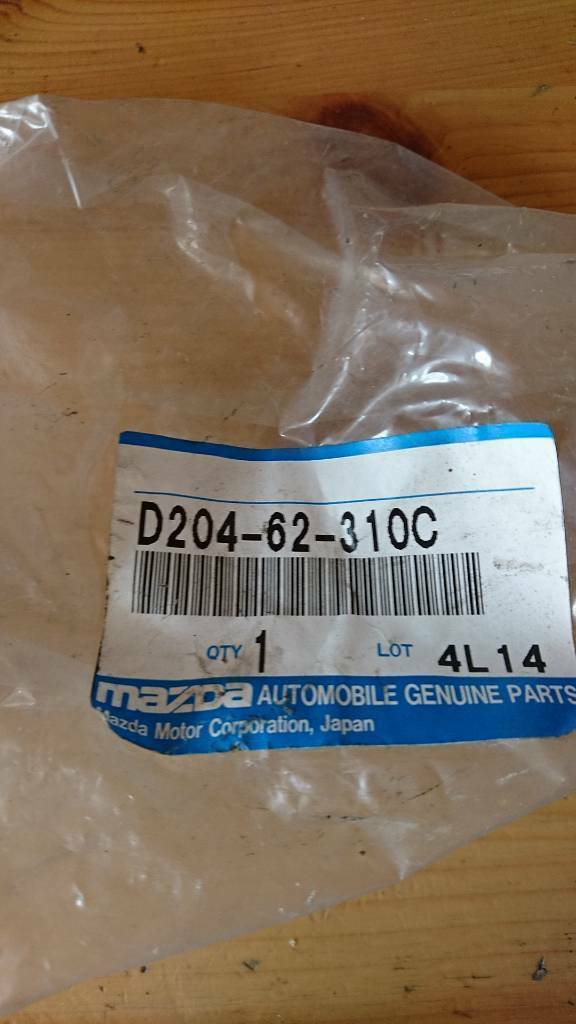 D204-62-310C
QTY 1 LOT 4L14
mazda AUTOMOBILE GENUINE PARTS
Mazda Motor Corporation, Japan